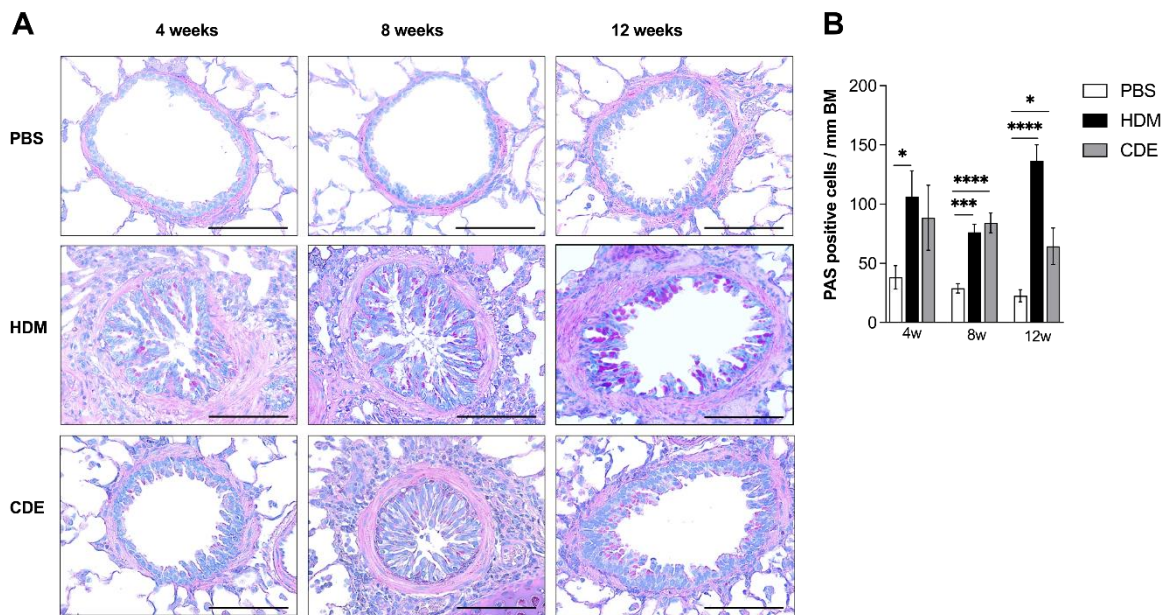 A
4 weeks 8 weeks 12 weeks
PBS
HDM
CDE
B
PAS positive cells / mm BM
200
150
100
50
0
* *** **** **** *
4w 8w 12w
PBS
HDM
CDE